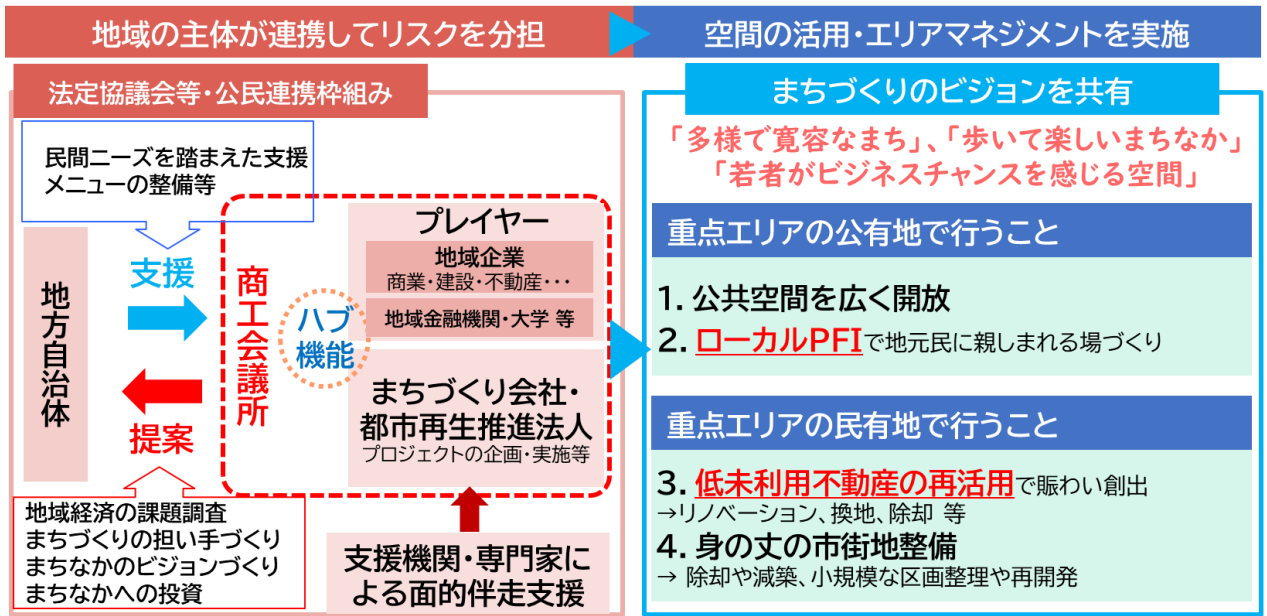 地域の主体が連携してリスクを分担
空間の活用・エリアマネジメントを実施
法定協議会等・公民連携枠組み
民間ニーズを踏まえた支援
メニューの整備等
地方自治体
支援
提案
地域経済の課題調査
まちづくりの担い手づくり
まちなかのビジョンづくり
まちなかへの投資
商工会議所
ハブ
機能
プレイヤー
地域企業
商業・建設・不動産・・・
地域金融機関・大学 等
まちづくり会社・
都市再生推進法人
プロジェクトの企画・実施等
支援機関・専門家に
よる面的伴走支援
まちづくりのビジョンを共有
「多様で寛容なまち」、「歩いて楽しいまちなか」
「若者がビジネスチャンスを感じる空間」
重点エリアの公有地で行うこと
1. 公共空間を広く開放
2. ローカルPFIで地元民に親しまれる場づくり
重点エリアの民有地で行うこと
3. 低未利用不動産の再活用で賑わい創出
→リノベーション、換地、除却 等
4. 身の丈の市街地整備
→ 除却や減築、小規模な区画整理や再開発